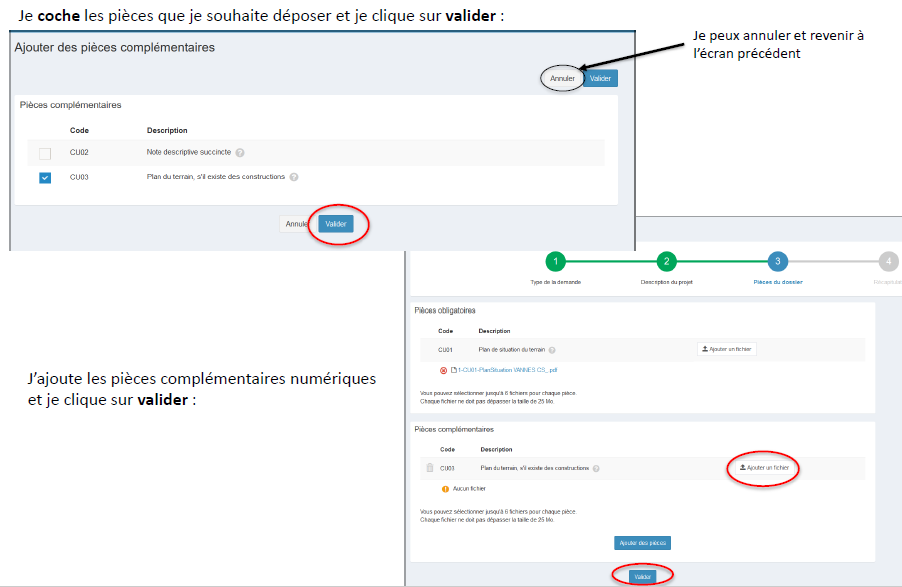 Je coche les pièces que je souhaite déposer et je clique sur valider :
Ajouter des pièces complémentaires
Je peux annuler et revenir à
l'écran précédent
Annuler Valider
Pièces complémentaires
Code Description
CU02 Note descriptive succincte ?
CU03 Plan du terrain, s'il existe des constructions ?
Annuler Valider
1 2 3 4
Type de la demande Description du projet Pièces du dossier
Pièces obligatoires
Code Description
CU01 Plan de situation du terrain ? Ajouter un fichier
1-CU01-PlanSituation VANNES CS_.pdf
Vous pouvez sélectionner jusqu'à 6 fichiers pour chaque pièce.
Chaque fichier ne doit pas dépasser la taille de 25 Mo.
J'ajoute les pièces complémentaires numériques
et je clique sur valider :
Pièces complémentaires
Code Description
CU03 Plan du terrain, s'il existe des constructions ? Ajouter un fichier
Aucun fichier
Vous pouvez sélectionner jusqu'à 6 fichiers pour chaque pièce.
Chaque fichier ne doit pas dépasser la taille de 25 Mo.
Ajouter des pièces
Valider